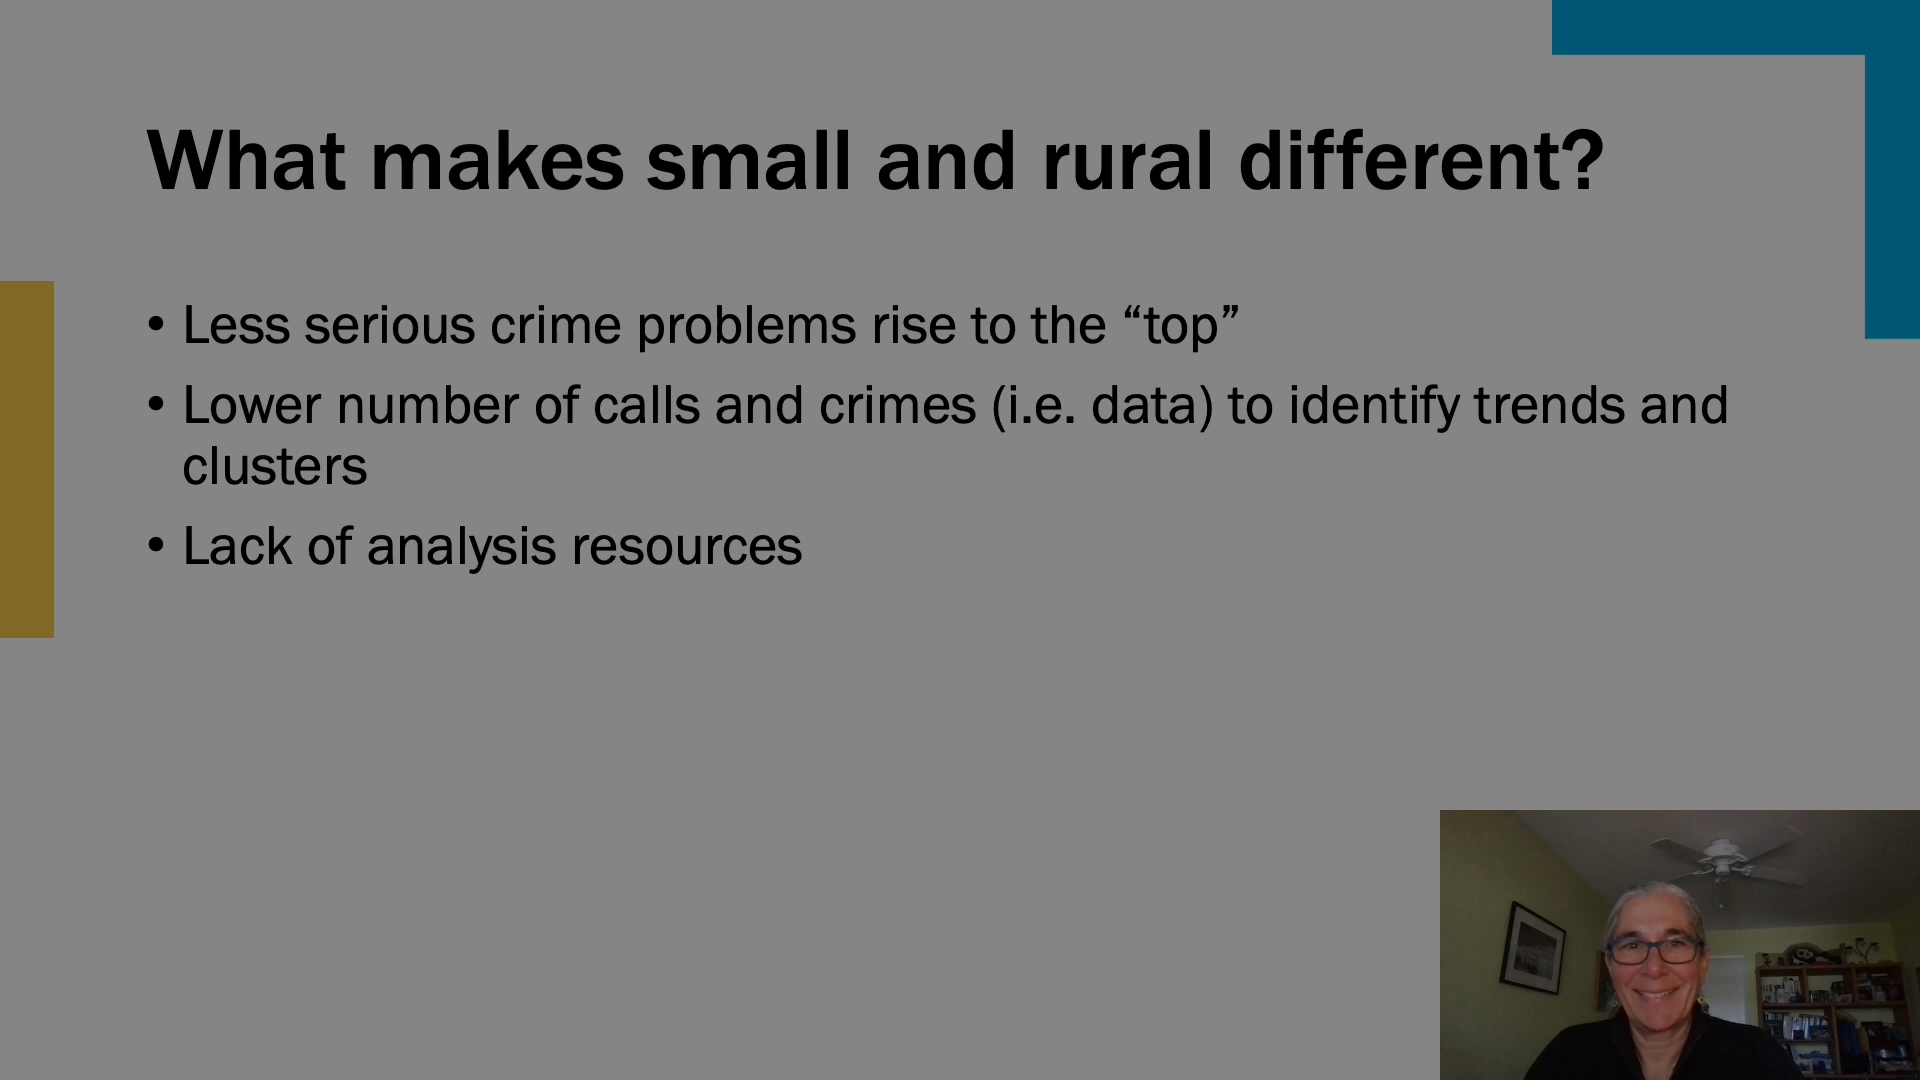 What makes small and rural different?
• Less serious crime problems rise to the “top”
• Lower number of calls and crimes (i.e. data) to identify trends and
clusters
• Lack of analysis resources